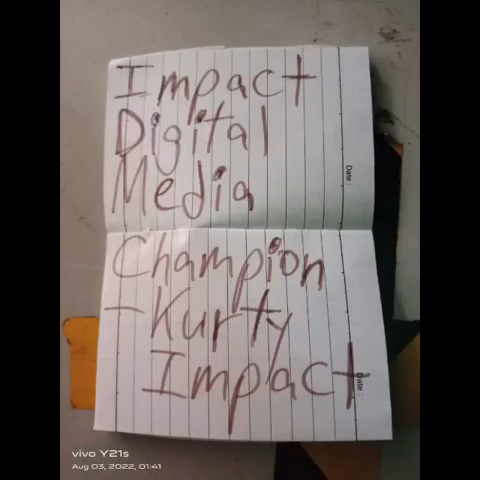 Impact
Digital
Media
Date :
Champion
-Kurty
Impact
Date :
vivo Y21s
Aug 03, 2022, 01:41